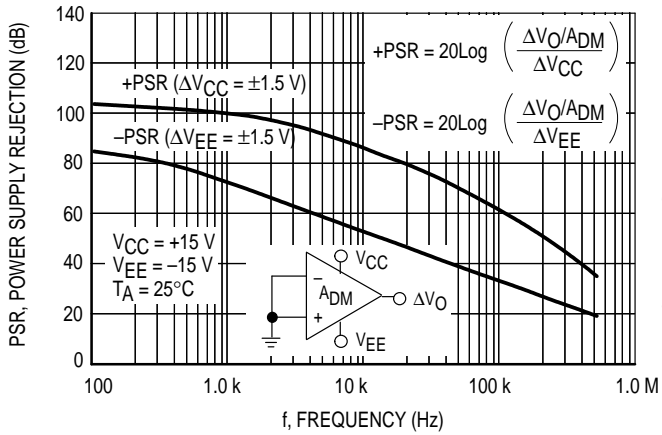 PSR, POWER SUPPLY REJECTION (dB)
140
120
100
80
60
40
20
0
+PSR (ΔVCC = ±1.5 V)
−PSR (ΔVEE = ±1.5 V)
+PSR = 20Log (ΔVO/ADM
ΔVCC)
−PSR = 20Log (ΔVO/ADM
ΔVEE)
VCC = +15 V
VEE = −15 V
TA = 25°C
VCC
−
ADM
+
ΔVO
VEE
100
1.0 k
10 k
100 k
1.0 M
f, FREQUENCY (Hz)